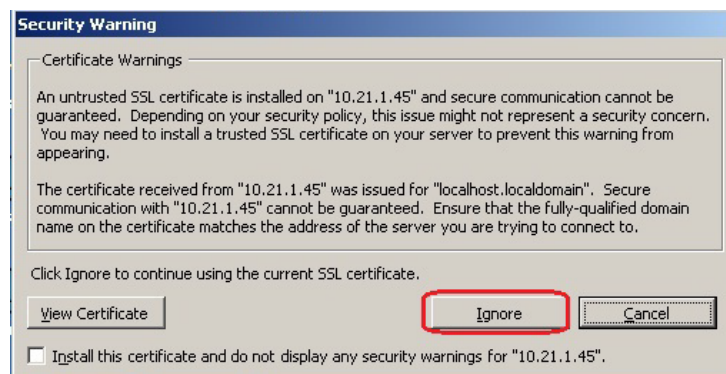 Security Warning
Certificate Warnings
An untrusted SSL certificate is installed on "10.21.1.45" and secure communication cannot be
guaranteed.  Depending on your security policy, this issue might not represent a security concern.
You may need to install a trusted SSL certificate on your server to prevent this warning from
appearing.
The certificate received from "10.21.1.45" was issued for "localhost.localdomain".  Secure
communication with "10.21.1.45" cannot be guaranteed.  Ensure that the fully-qualified domain
name on the certificate matches the address of the server you are trying to connect to.
Click Ignore to continue using the current SSL certificate.
View Certificate
Ignore
Cancel
Install this certificate and do not display any security warnings for "10.21.1.45".